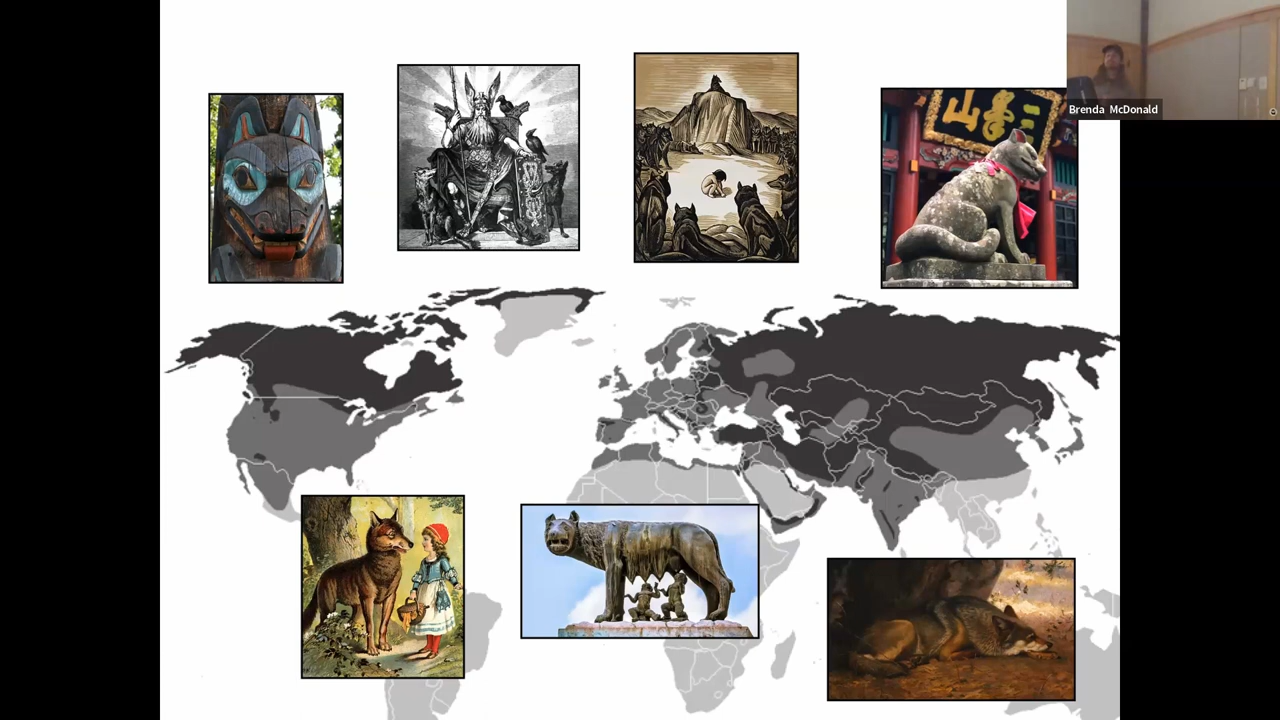 三峯山
Brenda McDonald